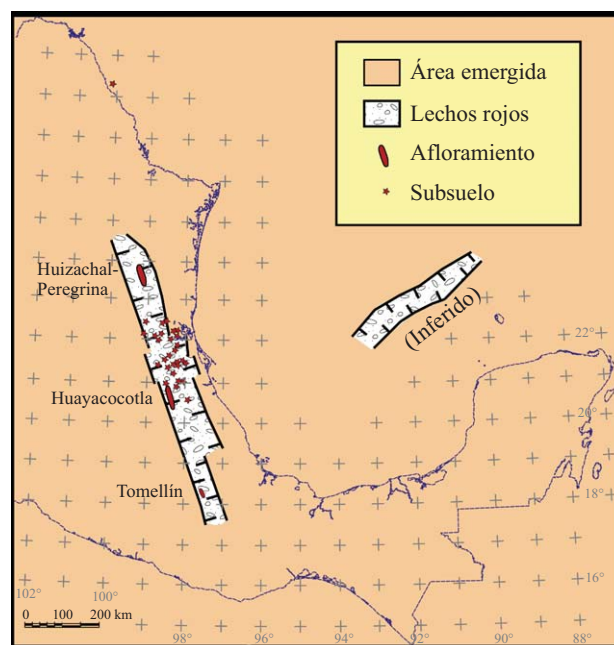 Área emergida
Lechos rojos
Afloramiento
Subsuelo
Huizachal-
Peregrina
(Inferido)
22°
Huayacocotla
20°
Tomellín
18°
16°
102°
100°
0 100 200 km
98°
96°
94°
92°
90°
88°